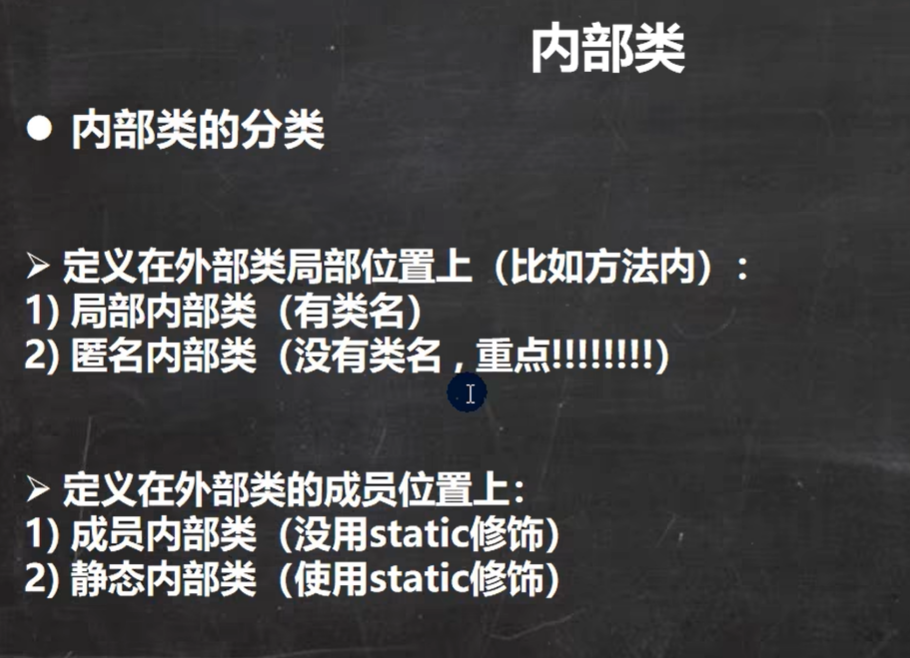 内部类
● 内部类的分类
➢ 定义在外部类局部位置上（比如方法内）：
1) 局部内部类（有类名）
2) 匿名内部类（没有类名，重点!!!!!!!!）
➢ 定义在外部类的成员位置上：
1) 成员内部类（没用static修饰）
2) 静态内部类（使用static修饰）